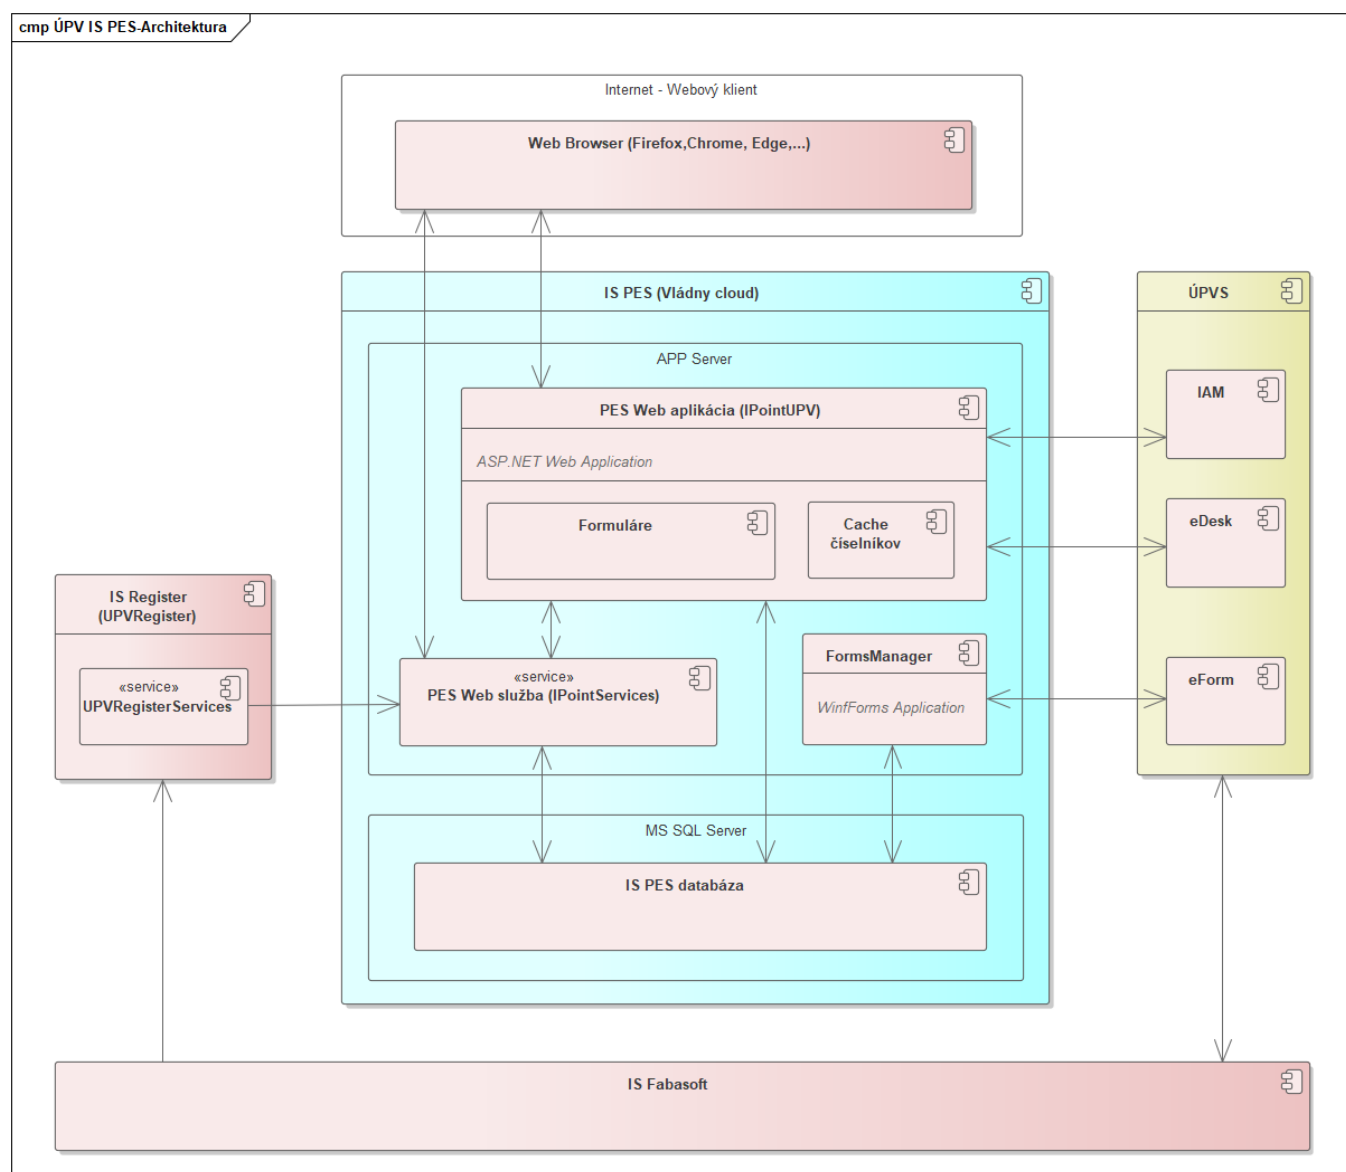 cmp ÚPV IS PES-Architektura
Internet - Webový klient
Web Browser (Firefox,Chrome, Edge,...)
IS PES (Vládny cloud)
ÚPVS
APP Server
PES Web aplikácia (IPointUPV)
IAM
ASP.NET Web Application
Formuláre
Cache
číselníkov
eDesk
IS Register
(UPVRegister)
«service»
UPVRegisterServices
«service»
PES Web služba (IPointServices)
FormsManager
WinfForms Application
eForm
MS SQL Server
IS PES databáza
IS Fabasoft